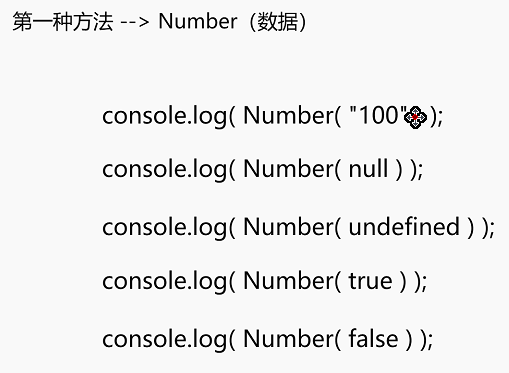 第一种方法 --> Number（数据）
console.log( Number( "100" );
console.log( Number( null ) );
console.log( Number( undefined ) );
console.log( Number( true ) );
console.log( Number( false ) );